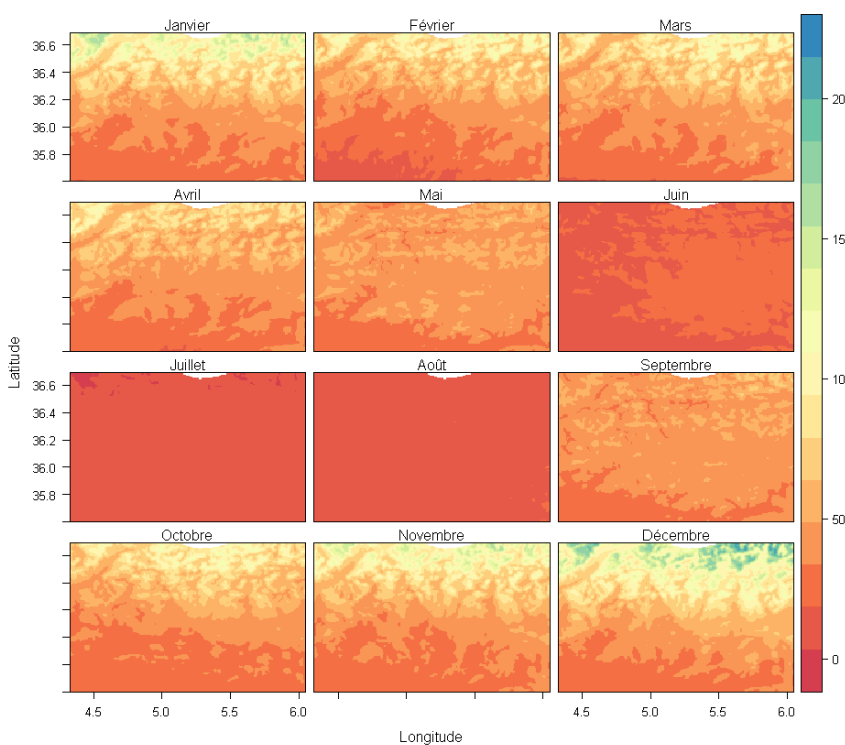 Janvier Février Mars
36.6
36.4
36.2
36.0
35.8
20
Avril Mai Juin
15
Latitude
Juillet Août Septembre
36.6
36.4
36.2
36.0
35.8
10
50
Octobre Novembre Décembre
0
4.5 5.0 5.5 6.0 4.5 5.0 5.5 6.0
Longitude